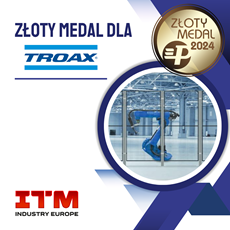 ZŁOTY MEDAL DLA
TROAX
ZŁOTY
MEDAL
2024
ITM
INDUSTRY EUROPE